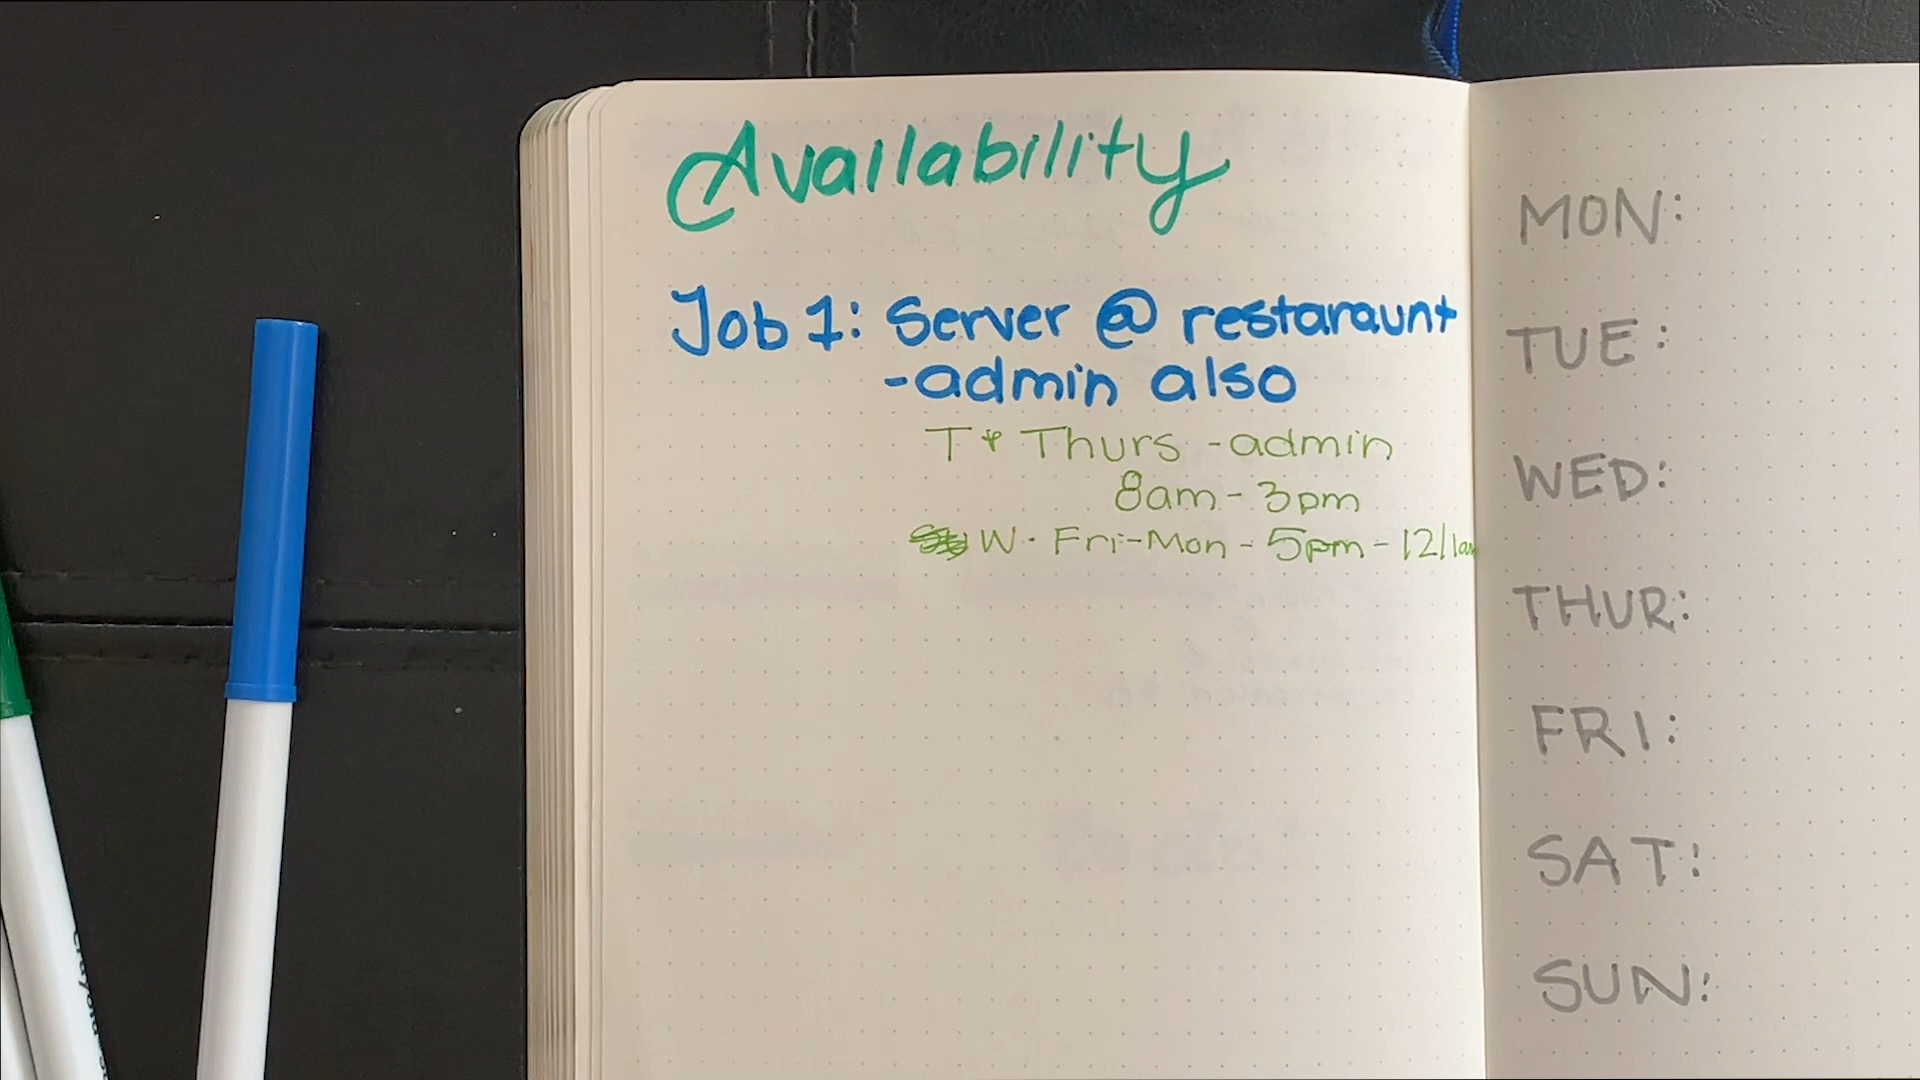 Availability
Job 1: Server @ restaraunt
-admin also
T & Thurs - admin
8am - 3pm
W. Fri-Mon - 5pm - 12/1am
MON:
TUE:
WED:
THUR:
FRI:
SAT:
SUN: